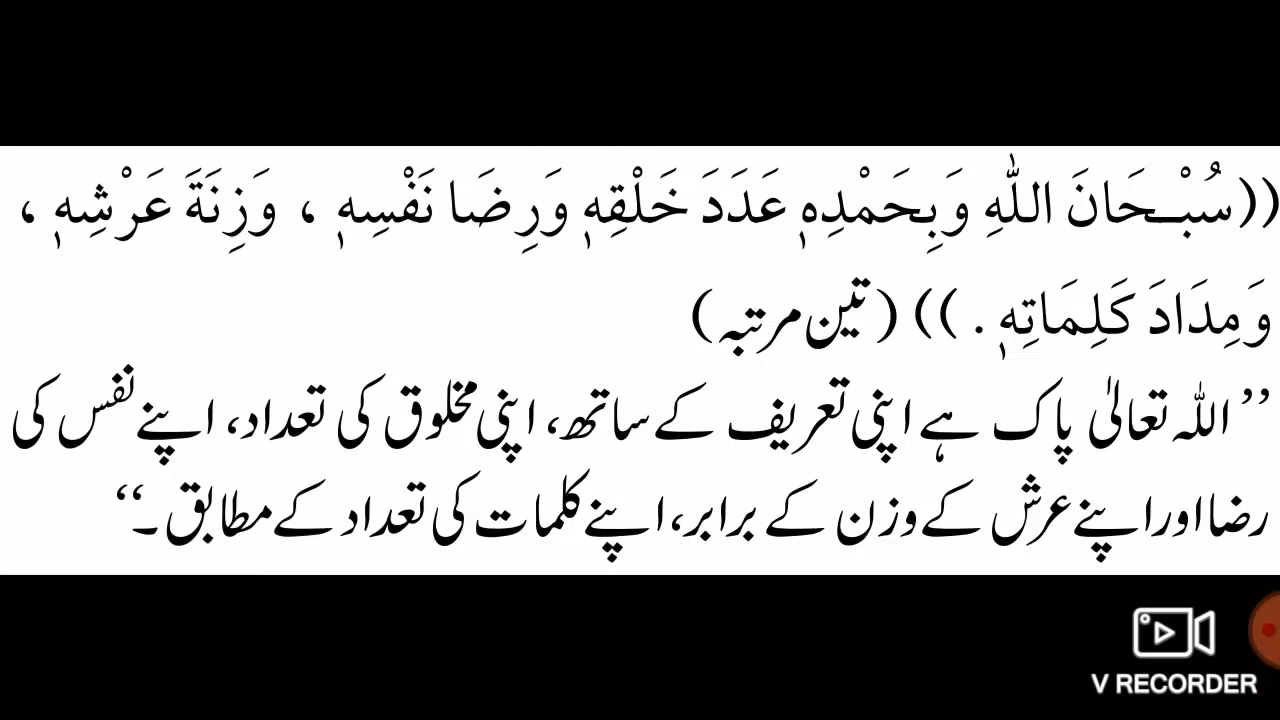 ((سُبْـحَانَ اللّٰهِ وَبِحَمْدِهٖ عَدَدَ خَلْقِهٖ وَرِضَا نَفْسِهٖ ، وَزِنَةَ عَرْشِهٖ ،
وَمِدَادَ كَلِمَاتِهٖ . )) (تین مرتبہ)
’’ اللہ تعالیٰ پاک ہے اپنی تعریف کے ساتھ، اپنی مخلوق کی تعداد، اپنے نفس کی
رضا اور اپنے عرش کے وزن کے برابر، اپنے کلمات کی تعداد کے مطابق۔‘‘
V RECORDER